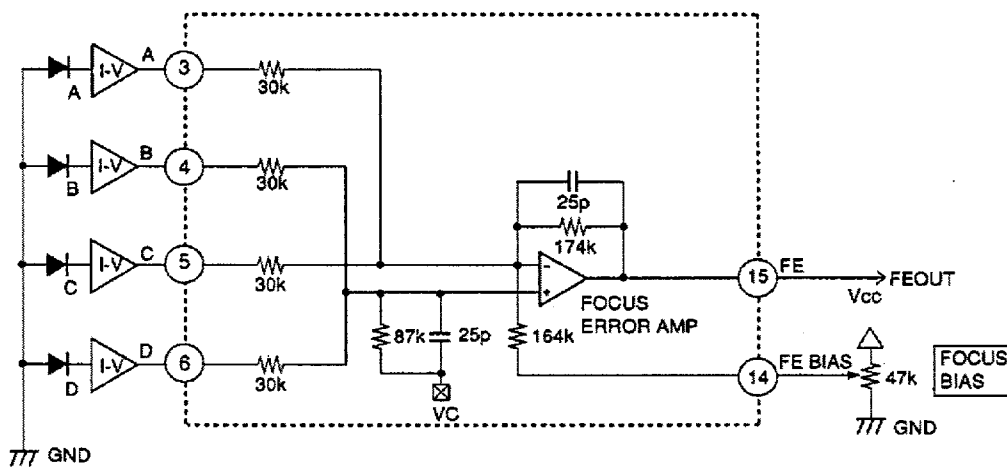 A
I-V
3
30k
A
B
I-V
4
30k
B
25p
174k
C
I-V
5
30k
C
-
+
FOCUS
ERROR AMP
15
FE
Vcc
FEOUT
87k
25p
164k
D
I-V
6
30k
D
VC
14
FE BIAS
47k
FOCUS
BIAS
GND
GND